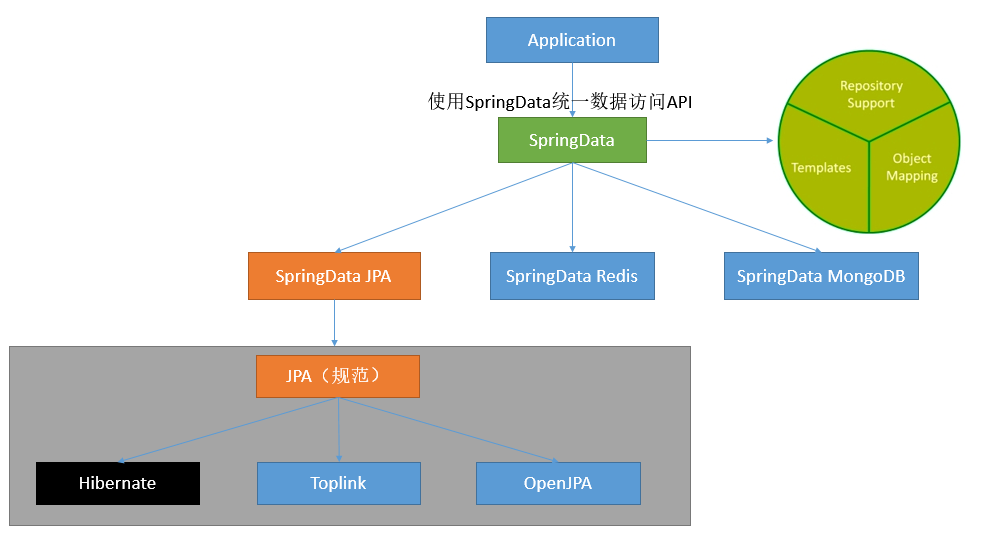 Application
使用SpringData统一数据访问API
SpringData
Repository
Support
Templates
Object
Mapping
SpringData JPA
SpringData Redis
SpringData MongoDB
JPA（规范）
Hibernate
Toplink
OpenJPA